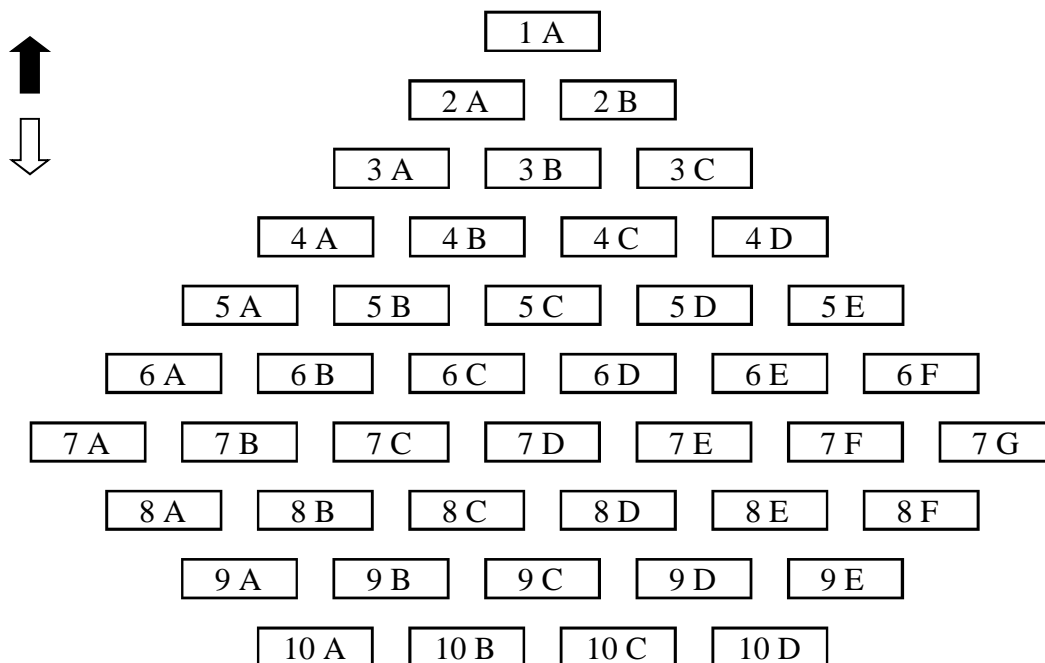 1 A
2 A 2 B
3 A 3 B 3 C
4 A 4 B 4 C 4 D
5 A 5 B 5 C 5 D 5 E
6 A 6 B 6 C 6 D 6 E 6 F
7 A 7 B 7 C 7 D 7 E 7 F 7 G
8 A 8 B 8 C 8 D 8 E 8 F
9 A 9 B 9 C 9 D 9 E
10 A 10 B 10 C 10 D